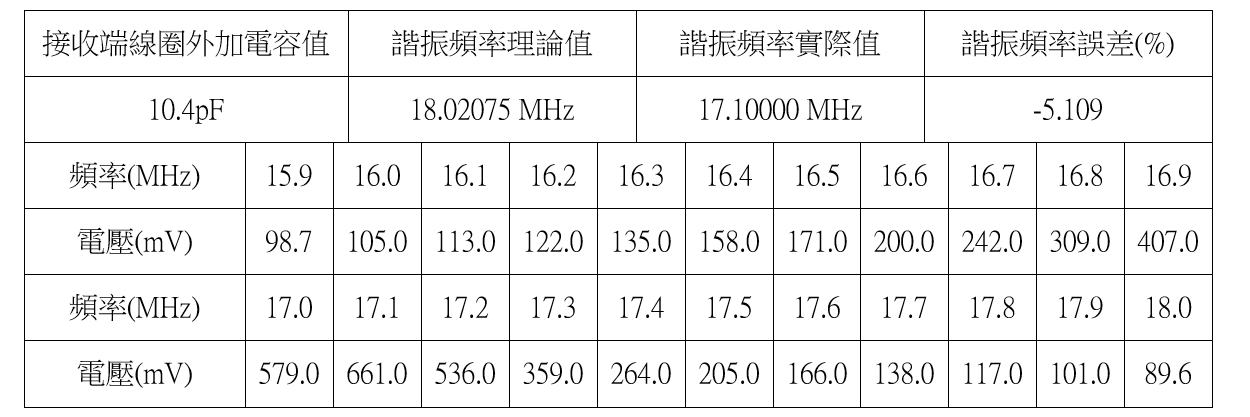 接收端線圈外加電容值 諧振頻率理論值 諧振頻率實際值 諧振頻率誤差(%)
10.4pF 18.02075 MHz 17.10000 MHz -5.109
頻率(MHz) 15.9 16.0 16.1 16.2 16.3 16.4 16.5 16.6 16.7 16.8 16.9
電壓(mV) 98.7 105.0 113.0 122.0 135.0 158.0 171.0 200.0 242.0 309.0 407.0
頻率(MHz) 17.0 17.1 17.2 17.3 17.4 17.5 17.6 17.7 17.8 17.9 18.0
電壓(mV) 579.0 661.0 536.0 359.0 264.0 205.0 166.0 138.0 117.0 101.0 89.6